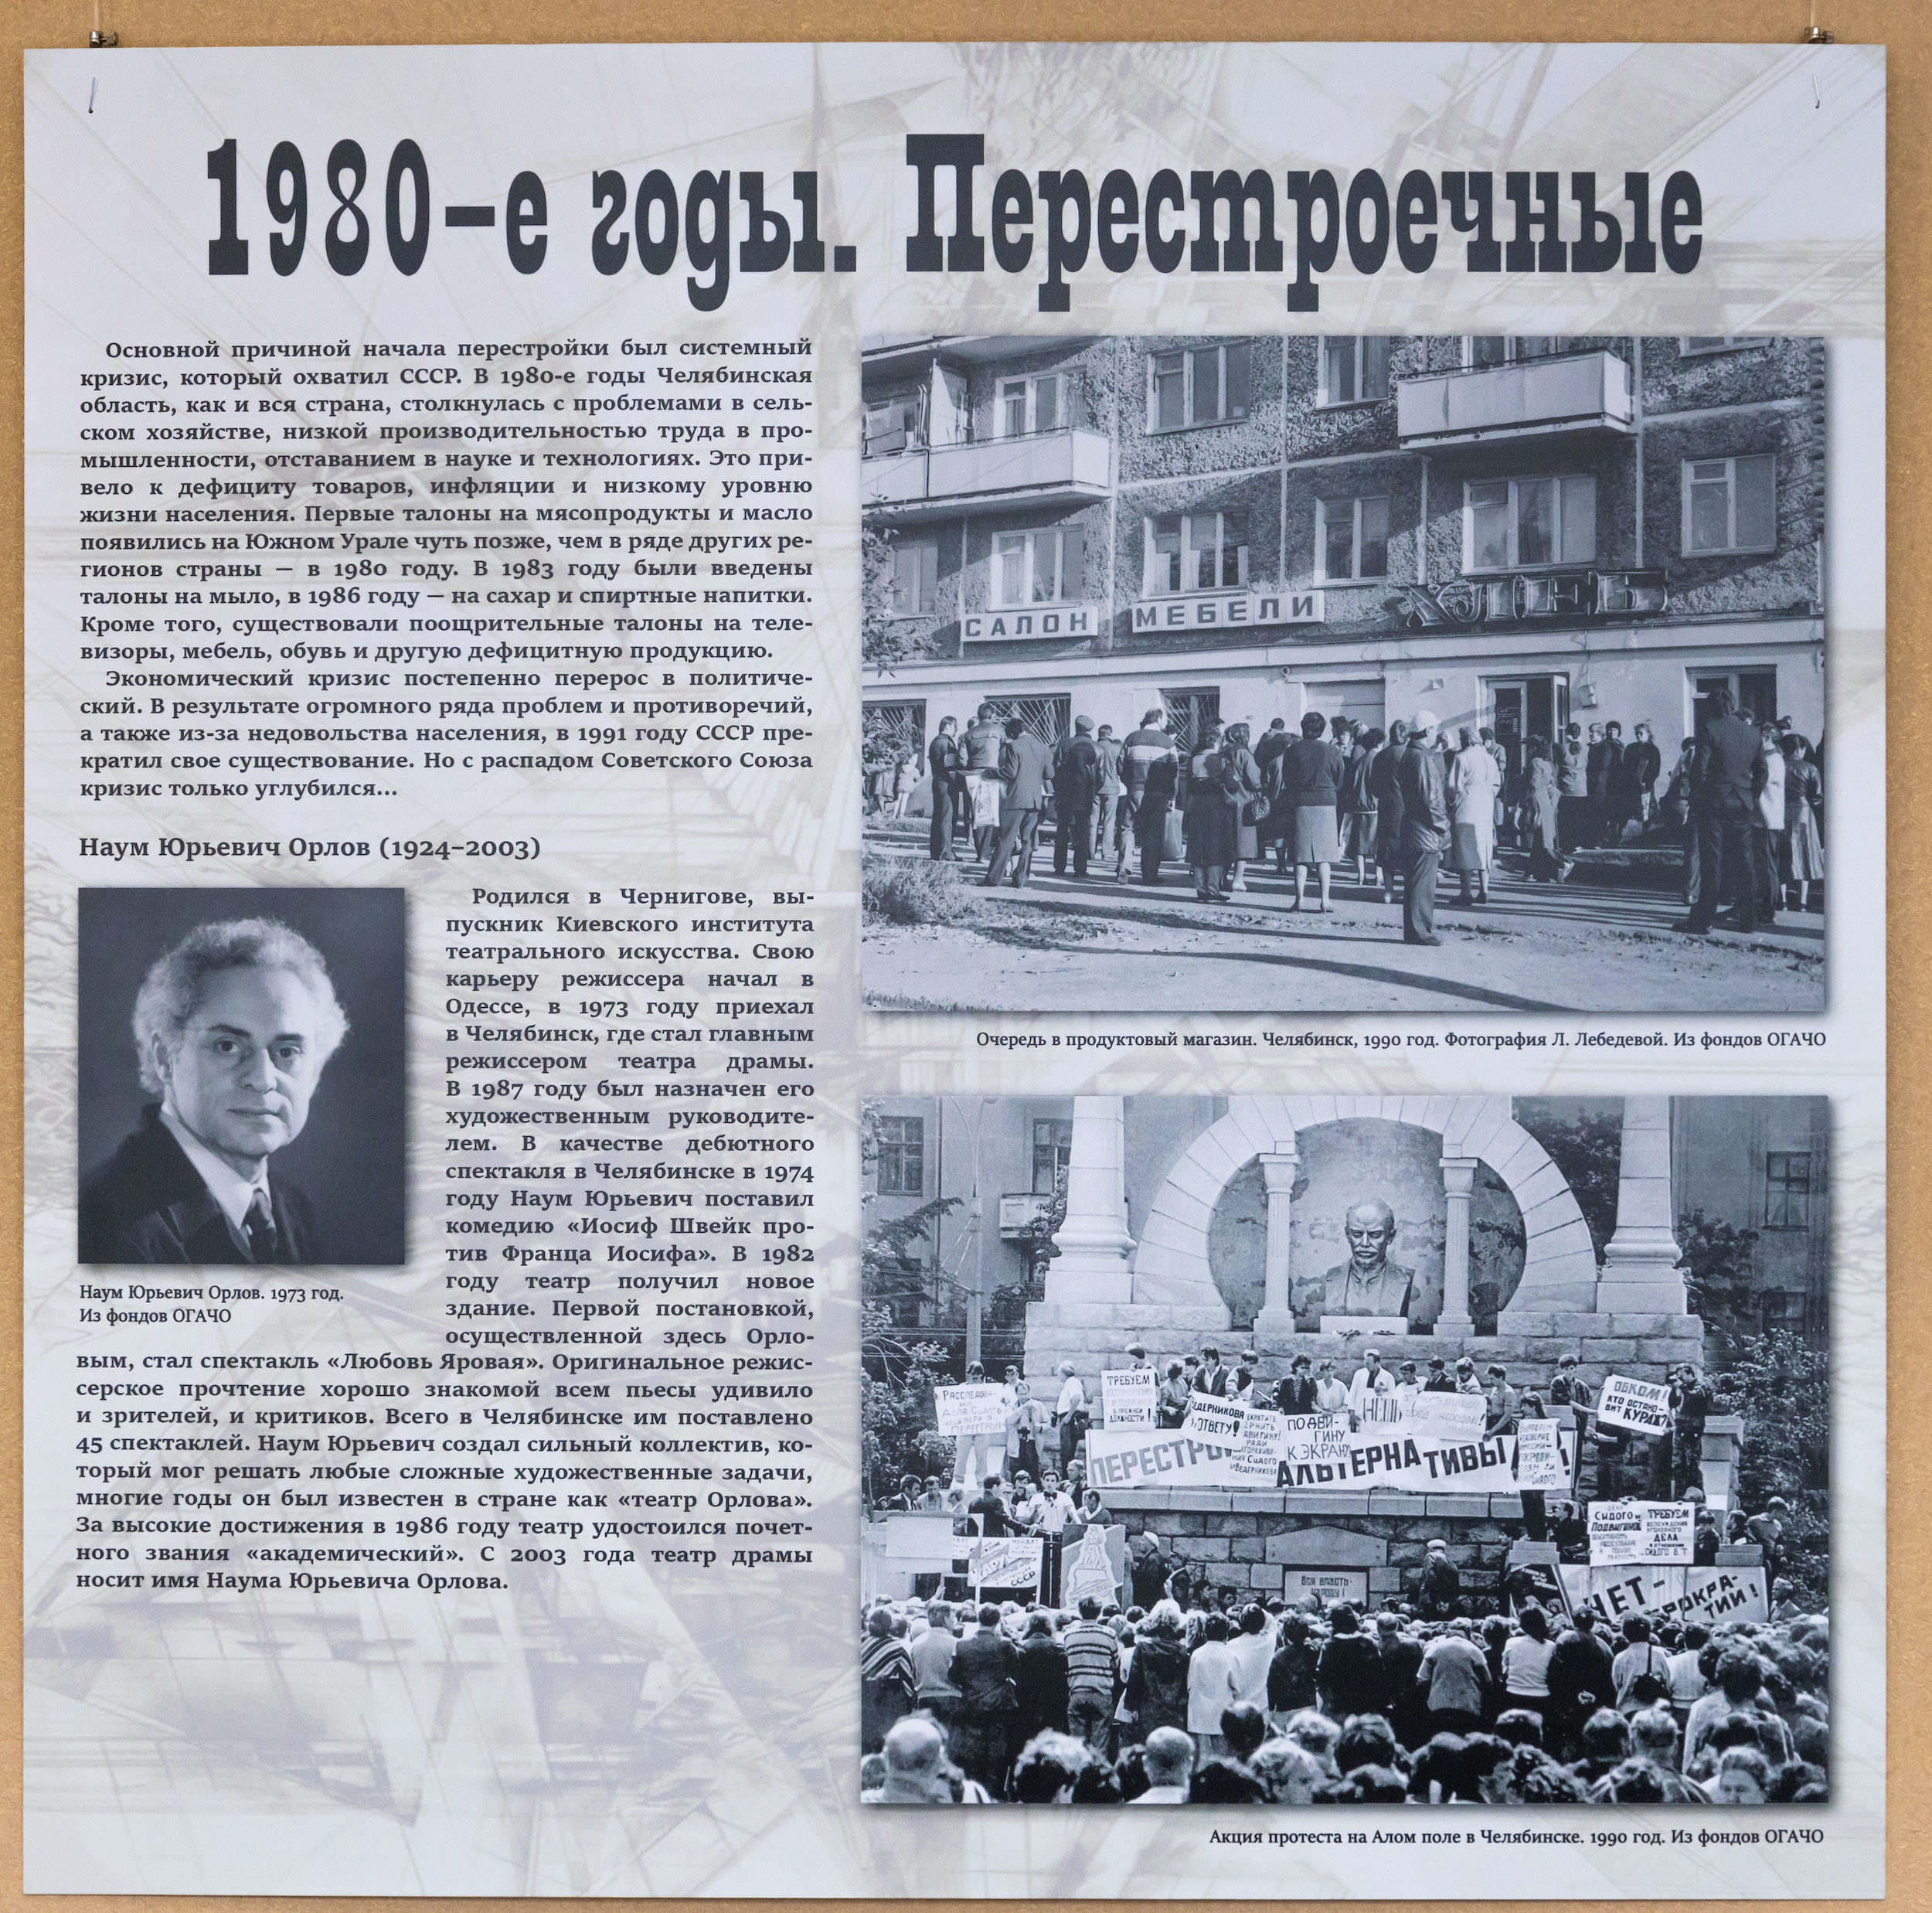 1980-е годы. Перестроечные
Основной причиной начала перестройки был системный
кризис, который охватил СССР. В 1980-е годы Челябинская
область, как и вся страна, столкнулась с проблемами в сель-
ском хозяйстве, низкой производительностью труда в про-
мышленности, отставанием в науке и технологиях. Это при-
вело к дефициту товаров, инфляции и низкому уровню
жизни населения. Первые талоны на мясопродукты и масло
появились на Южном Урале чуть позже, чем в ряде других ре-
гионов страны — в 1980 году. В 1983 году были введены
талоны на мыло, в 1986 году — на сахар и спиртные напитки.
Кроме того, существовали поощрительные талоны на теле-
визоры, мебель, обувь и другую дефицитную продукцию.
Экономический кризис постепенно перерос в политиче-
ский. В результате огромного ряда проблем и противоречий,
а также из-за недовольства населения, в 1991 году СССР пре-
кратил свое существование. Но с распадом Советского Союза
кризис только углубился...
Наум Юрьевич Орлов (1924–2003)
Родился в Чернигове, вы-
пускник Киевского института
театрального искусства. Свою
карьеру режиссера начал в
Одессе, в 1973 году приехал
в Челябинск, где стал главным
режиссером театра драмы.
В 1987 году был назначен его
художественным руководите-
лем. В качестве дебютного
спектакля в Челябинске в 1974
году Наум Юрьевич поставил
комедию «Иосиф Швейк про-
тив Франца Иосифа». В 1982
году театр получил новое
здание. Первой постановкой,
осуществленной здесь Орло-
вым, стал спектакль «Любовь Яровая». Оригинальное режис-
серское прочтение хорошо знакомой всем пьесы удивило
и зрителей, и критиков. Всего в Челябинске им поставлено
45 спектаклей. Наум Юрьевич создал сильный коллектив, ко-
торый мог решать любые сложные художественные задачи,
многие годы он был известен в стране как «театр Орлова».
За высокие достижения в 1986 году театр удостоился почет-
ного звания «академический». С 2003 года театр драмы
носит имя Наума Юрьевича Орлова.
Наум Юрьевич Орлов. 1973 год.
Из фондов ОГАЧО
САЛОН МЕБЕЛИ ХЛЕБ
Очередь в продуктовый магазин. Челябинск, 1990 год. Фотография Л. Лебедевой. Из фондов ОГАЧО
ТРЕБУЕМ
ОТВЕТУ!
ПОДВИ-
ГИНУ
К ЭКРАНУ
ОБКОМ!
КТО ОСТАНО-
ВИТ КУРАЖ?
АЛЬТЕРНАТИВЫ !
Сидого и
Подвигиной
ТРЕБУЕМ
ДЕЛА
СССР
ВСЯ ВЛАСТЬ-
НАРОДУ!
НЕТ-
РОКРА-
ТИИ!
Акция протеста на Алом поле в Челябинске. 1990 год. Из фондов ОГАЧО